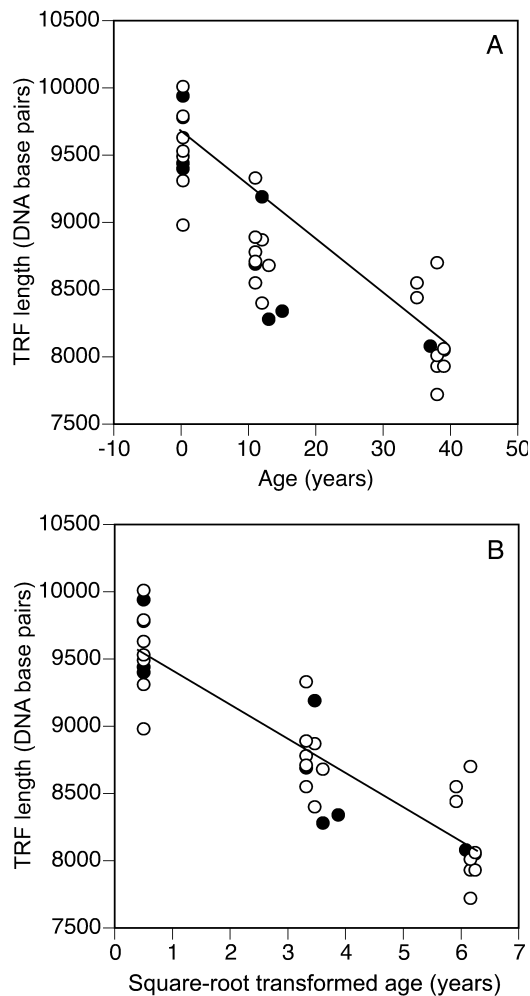 A
TRF length (DNA base pairs)
10500
10000
9500
9000
8500
8000
7500
-10 0 10 20 30 40 50
Age (years)
B
TRF length (DNA base pairs)
10500
10000
9500
9000
8500
8000
7500
0 1 2 3 4 5 6 7
Square-root transformed age (years)